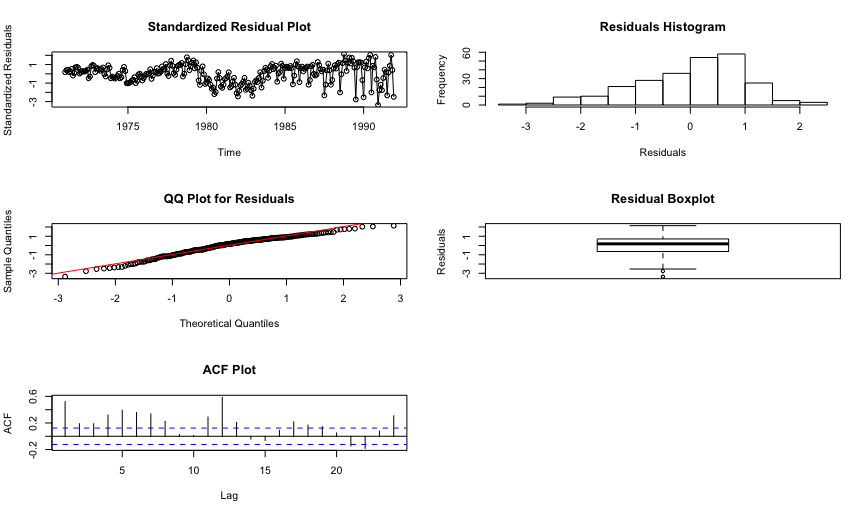 Standardized Residual Plot
Standardized Residuals
1
-1
-3
1975 1980 1985 1990
Time
Residuals Histogram
Frequency
60
30
0
-3 -2 -1 0 1 2
Residuals
QQ Plot for Residuals
Sample Quantiles
1
-1
-3
-3 -2 -1 0 1 2 3
Theoretical Quantiles
Residual Boxplot
Residuals
1
-1
-3
ACF Plot
ACF
0.6
0.2
-0.2
5 10 15 20
Lag